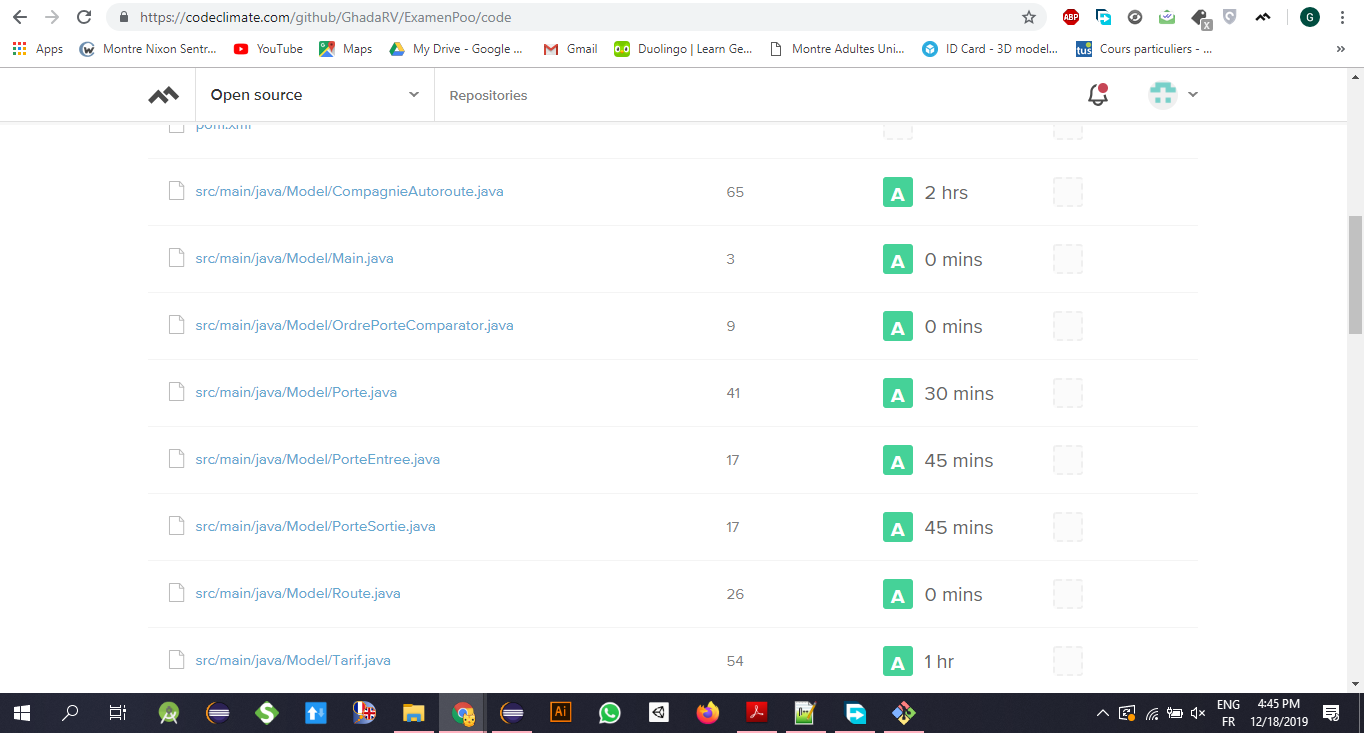 https://codeclimate.com/github/GhadaRV/ExamenPoo/code
ABP
X
G
Apps Montre Nixon Sentr... YouTube Maps My Drive - Google ... Gmail Duolingo | Learn Ge... Montre Adultes Uni... ID Card - 3D model... tus Cours particuliers - ... »
Open source Repositories
pom.xml
src/main/java/Model/CompagnieAutoroute.java 65 A 2 hrs
src/main/java/Model/Main.java 3 A 0 mins
src/main/java/Model/OrdrePorteComparator.java 9 A 0 mins
src/main/java/Model/Porte.java 41 A 30 mins
src/main/java/Model/PorteEntree.java 17 A 45 mins
src/main/java/Model/PorteSortie.java 17 A 45 mins
src/main/java/Model/Route.java 26 A 0 mins
src/main/java/Model/Tarif.java 54 A 1 hr
Ai
ENG 4:45 PM
FR 12/18/2019